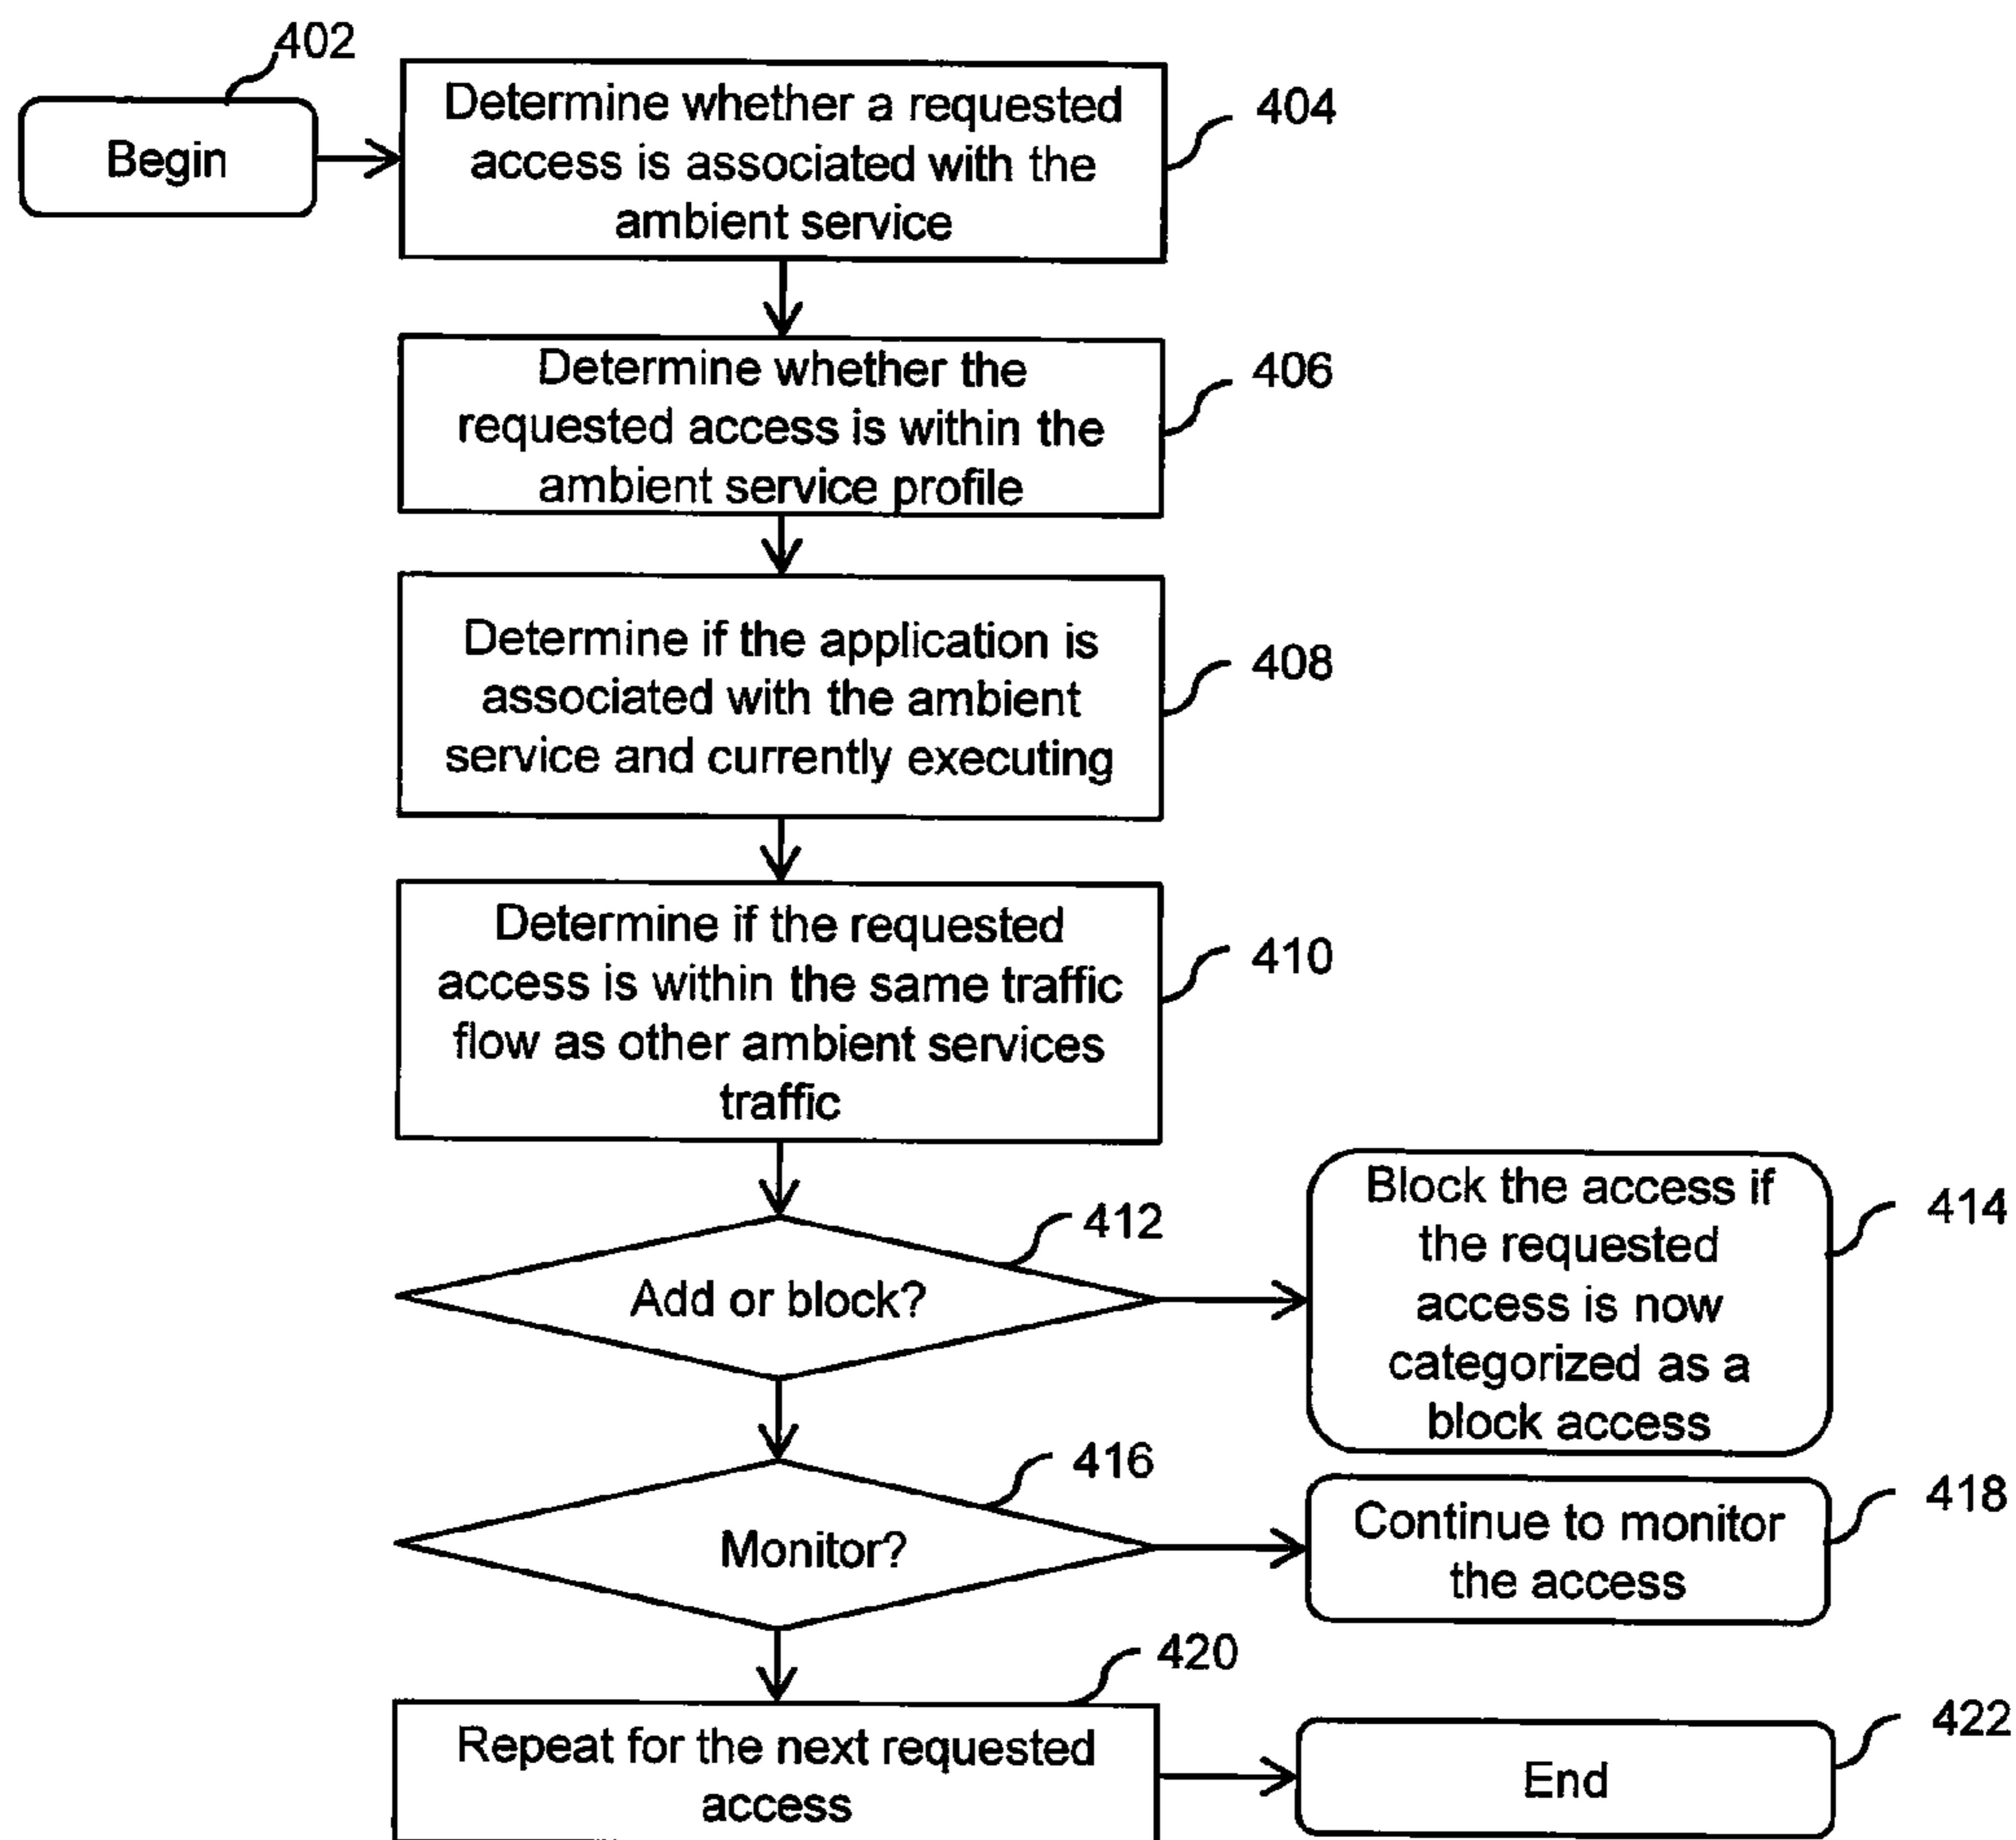 402
Begin
Determine whether a requested
access is associated with the
ambient service
404
Determine whether the
requested access is within the
ambient service profile
406
Determine if the application is
associated with the ambient
service and currently executing
408
Determine if the requested
access is within the same traffic
flow as other ambient services
traffic
410
412
Add or block?
Block the access if
the requested
access is now
categorized as a
block access
414
416
Monitor?
Continue to monitor
the access
418
420
Repeat for the next requested
access
End
422